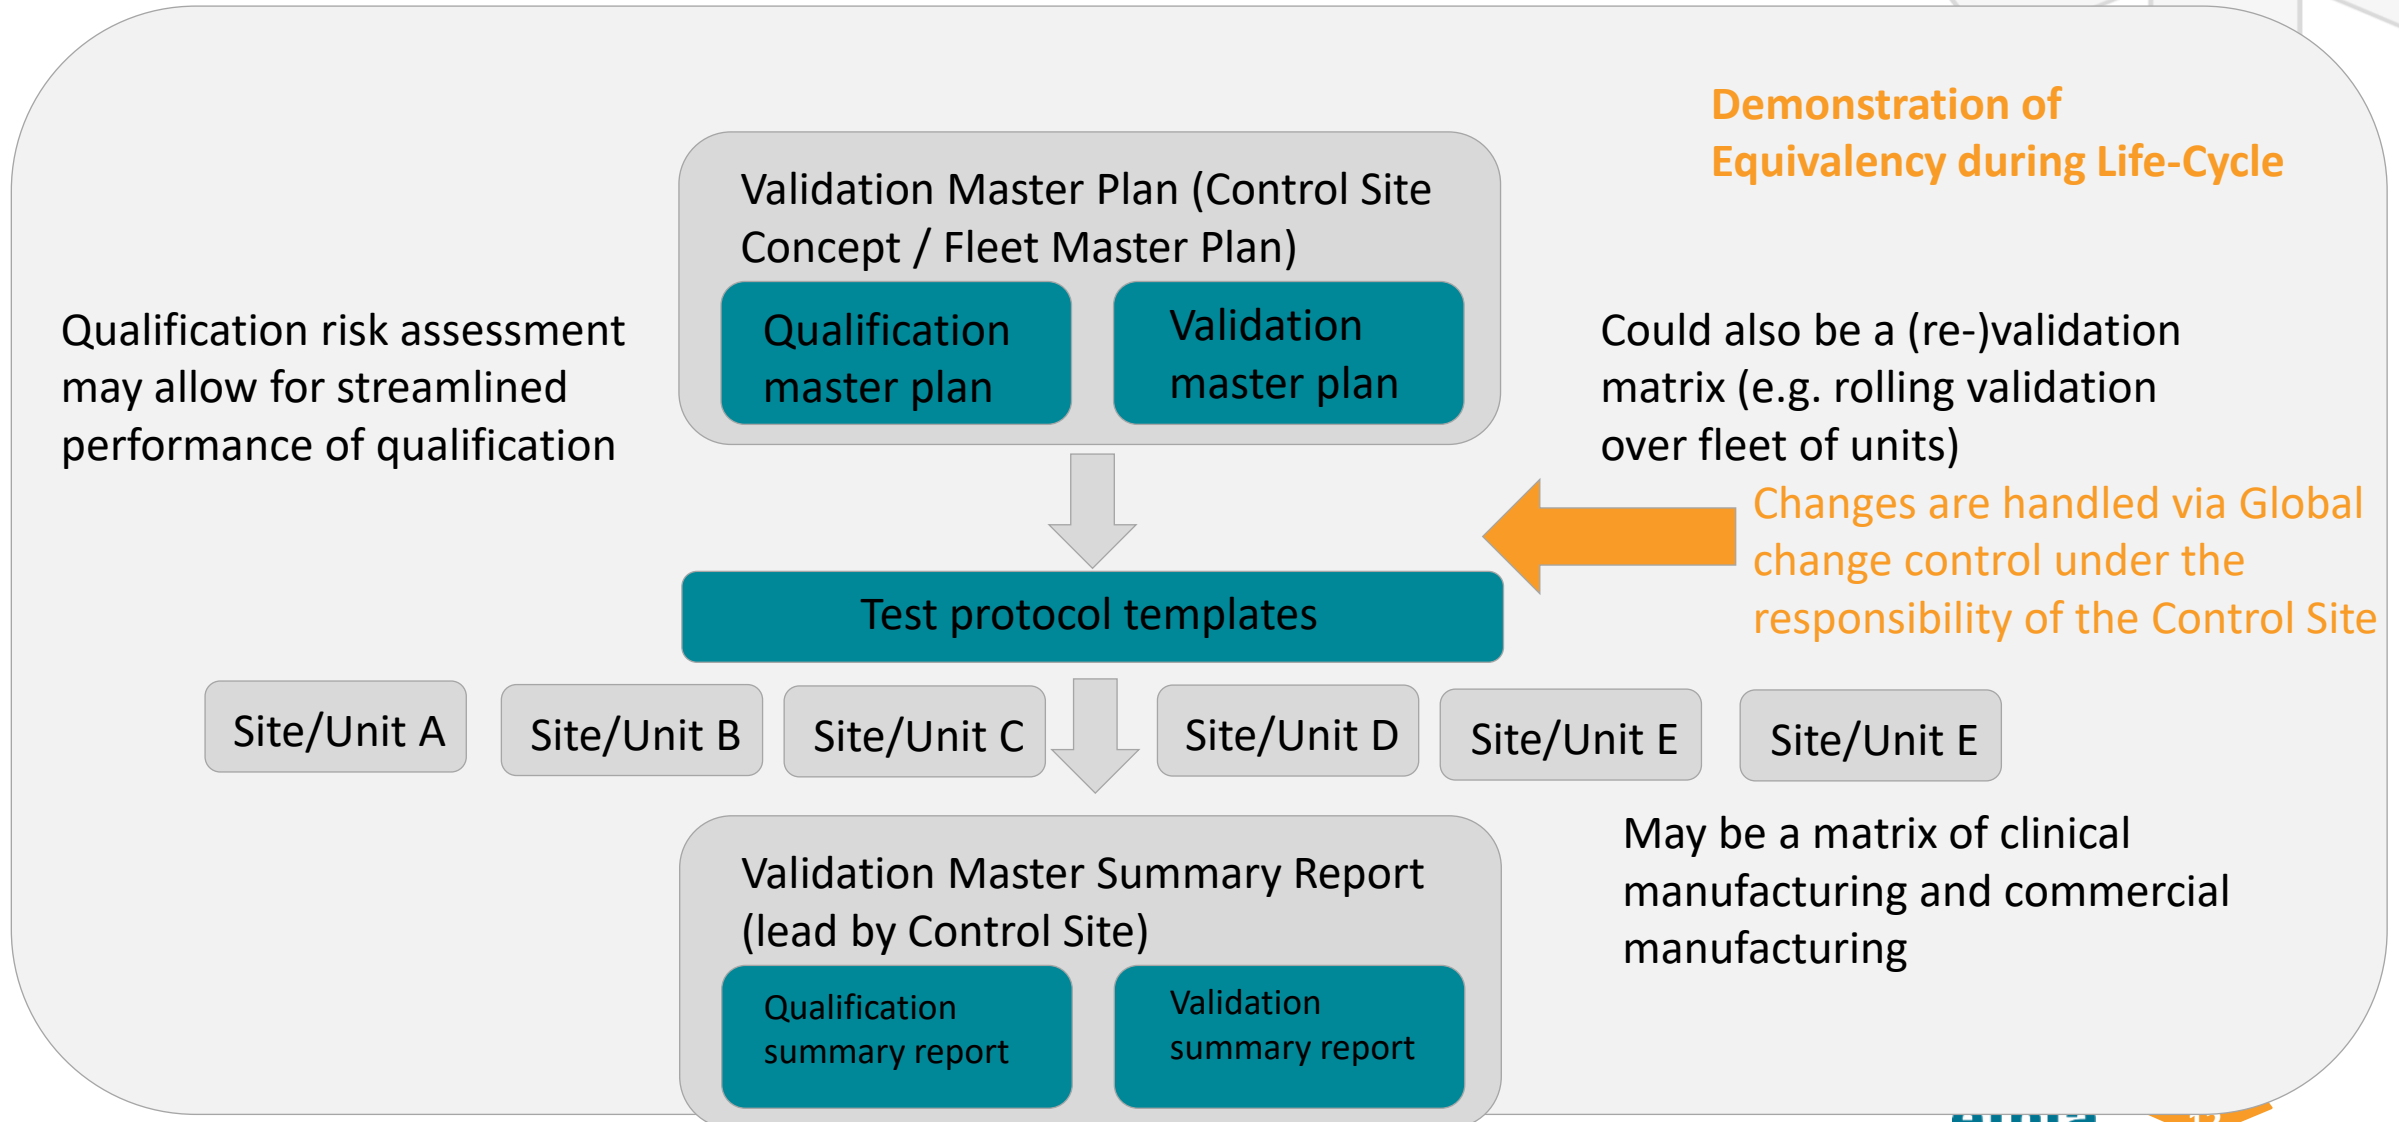 Demonstration of
Equivalency during Life-Cycle
Validation Master Plan (Control Site
Concept / Fleet Master Plan)
Qualification
master plan
Validation
master plan
Qualification risk assessment
may allow for streamlined
performance of qualification
Could also be a (re-)validation
matrix (e.g. rolling validation
over fleet of units)
Changes are handled via Global
change control under the
responsibility of the Control Site
Test protocol templates
Site/Unit A
Site/Unit B
Site/Unit C
Site/Unit D
Site/Unit E
Site/Unit E
Validation Master Summary Report
(lead by Control Site)
Qualification
summary report
Validation
summary report
May be a matrix of clinical
manufacturing and commercial
manufacturing